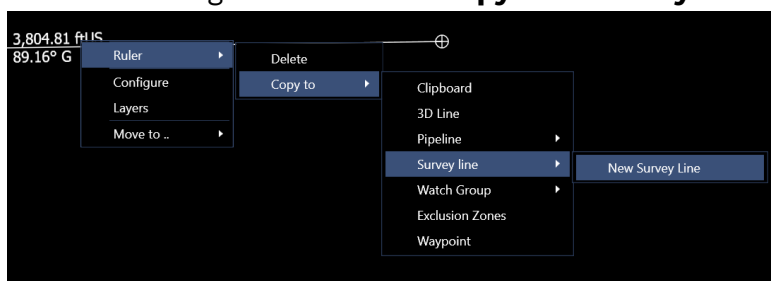 3,804.81 ftUS
89.16° G
Ruler
Configure
Layers
Move to ..
Delete
Copy to
Clipboard
3D Line
Pipeline
Survey line
Watch Group
Exclusion Zones
Waypoint
New Survey Line